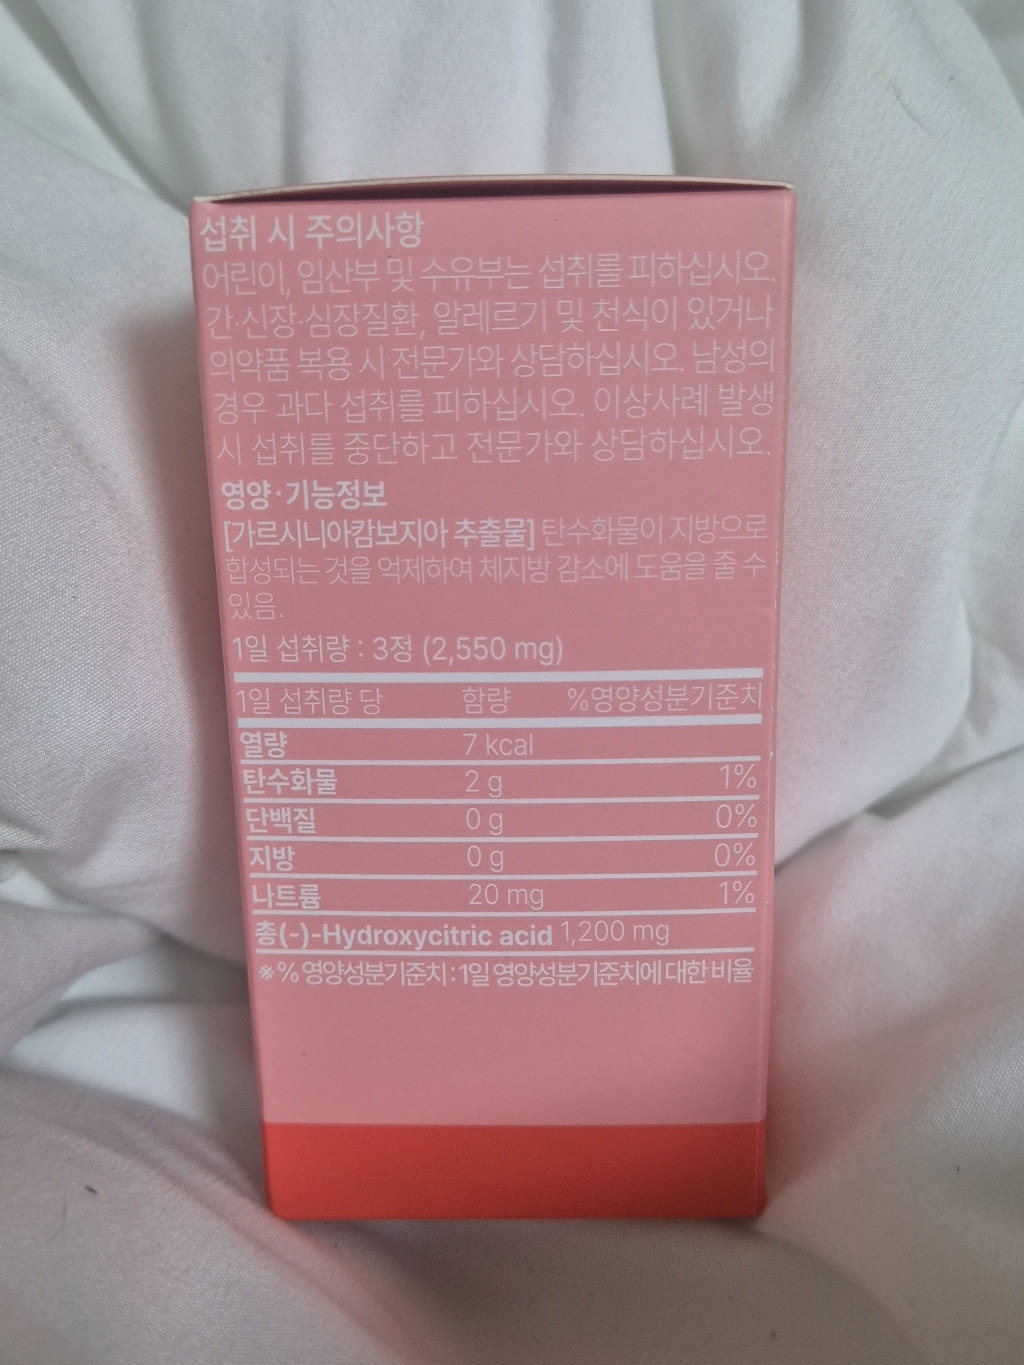 섭취 시 주의사항
어린이, 임산부 및 수유부는 섭취를 피하십시오.
간·신장·심장질환, 알레르기 및 천식이 있거나
의약품 복용 시 전문가와 상담하십시오. 남성의
경우 과다 섭취를 피하십시오. 이상사례 발생
시 섭취를 중단하고 전문가와 상담하십시오.
영양·기능정보
[가르시니아캄보지아 추출물] 탄수화물이 지방으로
합성되는 것을 억제하여 체지방 감소에 도움을 줄 수
있음.
1일 섭취량 : 3정 (2,550 mg)
1일 섭취량 당 함량 %영양성분기준치
열량 7 kcal
탄수화물 2 g 1%
단백질 0 g 0%
지방 0 g 0%
나트륨 20 mg 1%
총(-)-Hydroxycitric acid 1,200 mg
※ % 영양성분기준치 : 1일 영양성분기준치에 대한 비율